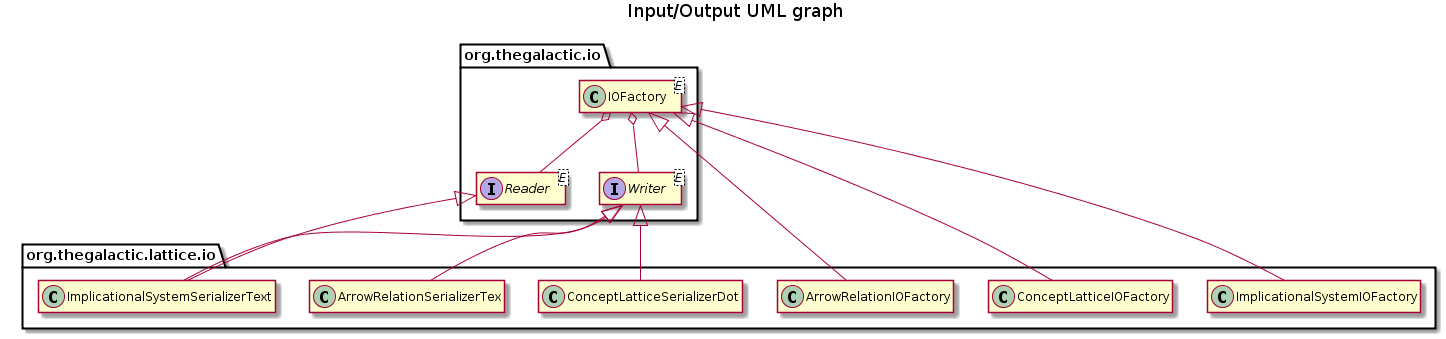 Input/Output UML graph
org.thegalactic.io
E
C IOFactory
E
E
I Reader
I Writer
org.thegalactic.lattice.io
C ImplicationalSystemSerializerText
C ArrowRelationSerializerTex
C ConceptLatticeSerializerDot
C ArrowRelationIOFactory
C ConceptLatticeIOFactory
C ImplicationalSystemIOFactory